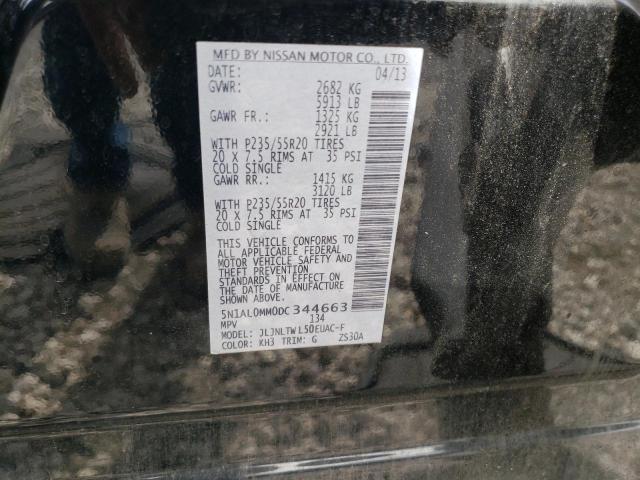 MFD BY NISSAN MOTOR CO., LTD.
DATE: 04/13
GVWR: 2682 KG
5913 LB
GAWR FR.: 1325 KG
2921 LB
WITH P235/55R20 TIRES
20 X 7.5 RIMS AT 35 PSI
COLD SINGLE
GAWR RR.: 1415 KG
3120 LB
WITH P235/55R20 TIRES
20 X 7.5 RIMS AT 35 PSI
COLD SINGLE
THIS VEHICLE CONFORMS TO
ALL APPLICABLE FEDERAL
MOTOR VEHICLE SAFETY AND
THEFT PREVENTION
STANDARDS IN EFFECT ON
THE DATE OF MANUFACTURE
SHOWN ABOVE.
5N1AL0MM0DC344663
MPV 134
MODEL: JLJNLTWL50EUAC-F
COLOR: KH3 TRIM: G ZS30A